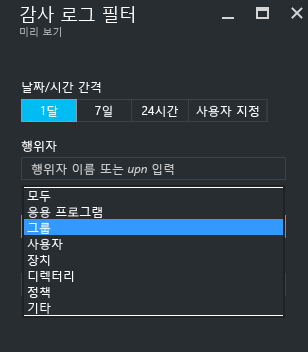 감사 로그 필터
미리 보기
날짜/시간 간격
1달 7일 24시간 사용자 지정
행위자
행위자 이름 또는 upn 입력
모두
응용 프로그램
그룹
사용자
장치
디렉터리
정책
기타